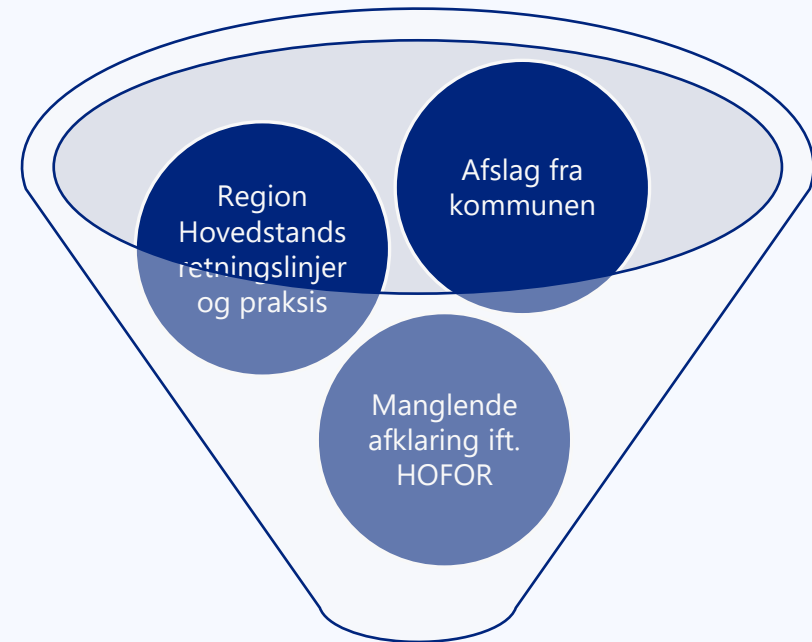 Region
Hovedstands
retningslinjer
og praksis
Afslag fra
kommunen
Manglende
afklaring ift.
HOFOR